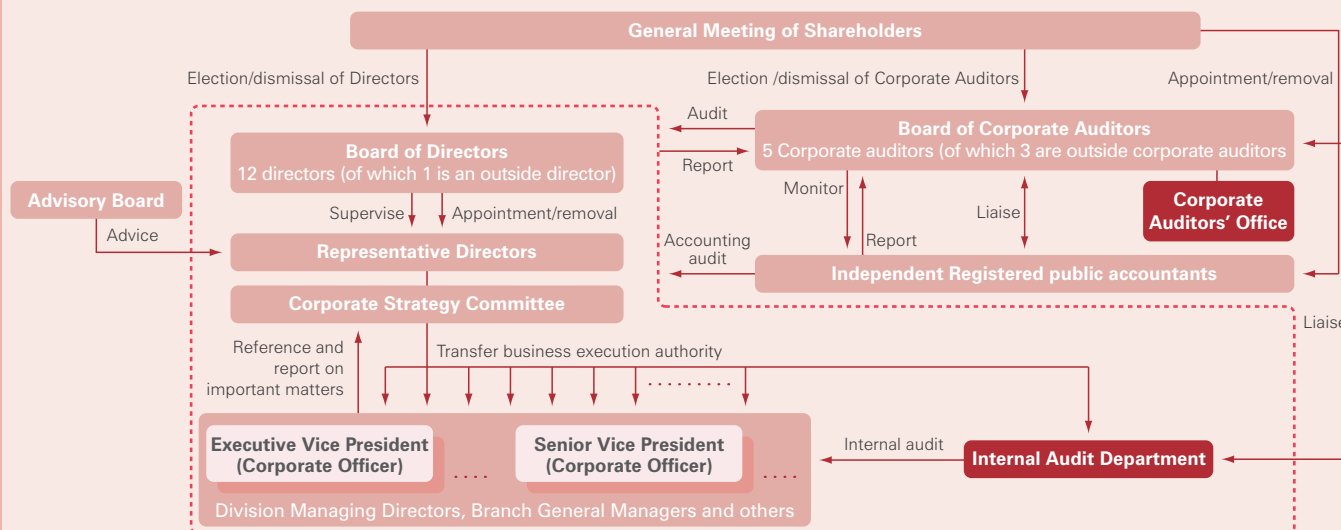 General Meeting of Shareholders
Election/dismissal of Directors
Election /dismissal of Corporate Auditors
Appointment/removal
Audit
Board of Corporate Auditors
5 Corporate auditors (of which 3 are outside corporate auditors
Board of Directors
12 directors (of which 1 is an outside director)
Report
Monitor
Corporate
Auditors' Office
Advisory Board
Supervise
Appointment/removal
Liaise
Advice
Report
Accounting
audit
Representative Directors
Independent Registered public accountants
Corporate Strategy Committee
Liaise
Reference and
report on
important matters
Transfer business execution authority
Executive Vice President
(Corporate Officer)
Senior Vice President
(Corporate Officer)
Internal audit
Internal Audit Department
Division Managing Directors, Branch General Managers and others